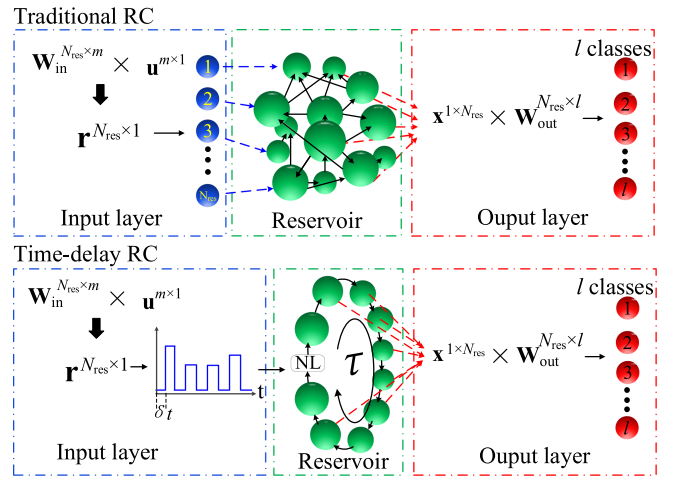 Traditional RC
W_in^{N_res×m} × u^{m×1}
r^{N_res×1}
1
2
3
N_res
Input layer
Reservoir
x^{1×N_res} × W_out^{N_res×l}
l classes
1
2
3
l
Ouput layer
Time-delay RC
W_in^{N_res×m} × u^{m×1}
r^{N_res×1}
δt
t
Input layer
NL
τ
Reservoir
x^{1×N_res} × W_out^{N_res×l}
l classes
1
2
3
l
Ouput layer